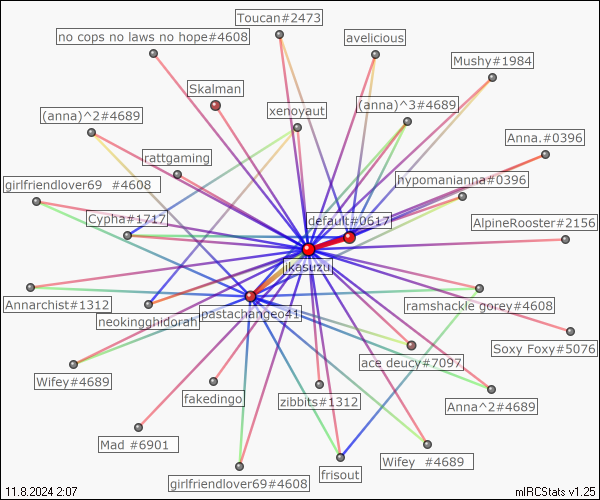 Toucan#2473
no cops no laws no hope#4608
avelicious
Mushy#1984
Skalman
xenoyaut
(anna)^3#4689
(anna)^2#4689
Anna.#0396
rattgaming
girlfriendlover69 #4608
hypomanianna#0396
Cypha#1717
default#0617
AlpineRooster#2156
ikasuzu
Annarchist#1312
ramshackle gorey#4608
neokingghidorah
pastachangeo41
Soxy Foxy#5076
ace deucy#7097
Wifey#4689
fakedingo
zibbits#1312
Anna^2#4689
Mad #6901
Wifey #4689
frisout
girlfriendlover69#4608
11.8.2024 2:07
mIRCStats v1.25